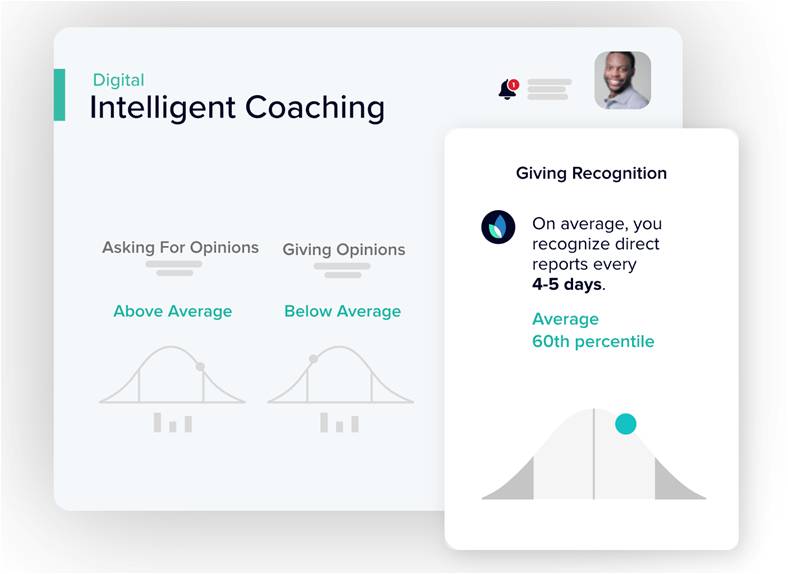 Digital
Intelligent Coaching
1
Asking For Opinions
Above Average
Giving Opinions
Below Average
Giving Recognition
On average, you
recognize direct
reports every
4-5 days.
Average
60th percentile